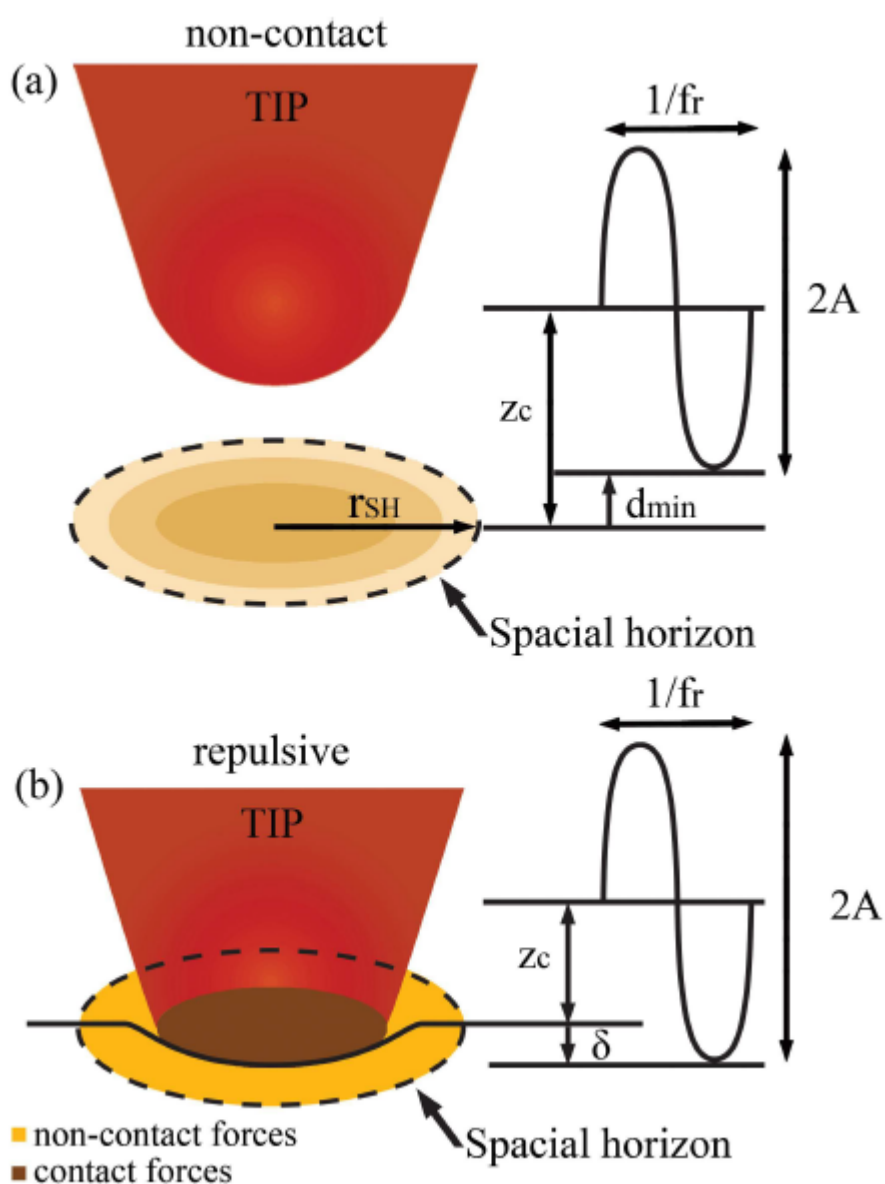 non-contact
(a)
TIP
1/fr
2A
zc
rSH
dmin
Spacial horizon
1/fr
repulsive
(b)
TIP
2A
zc
δ
Spacial horizon
non-contact forces
contact forces